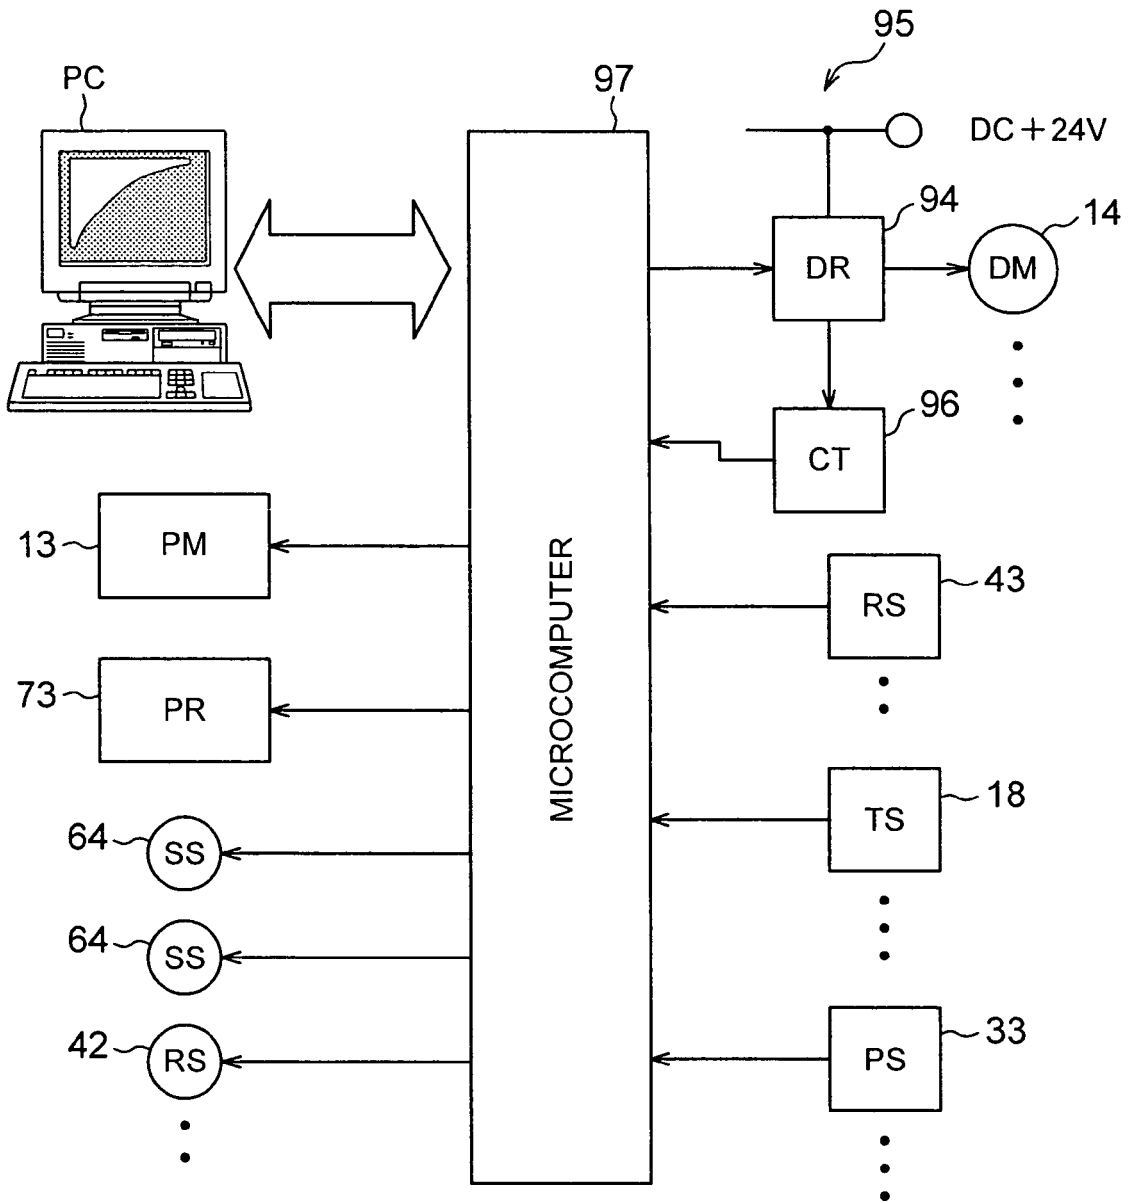 95
PC
97
DC+24V
94
14
DR
DM
96
CT
13
PM
MICROCOMPUTER
43
RS
73
PR
18
TS
64
SS
64
SS
33
PS
42
RS